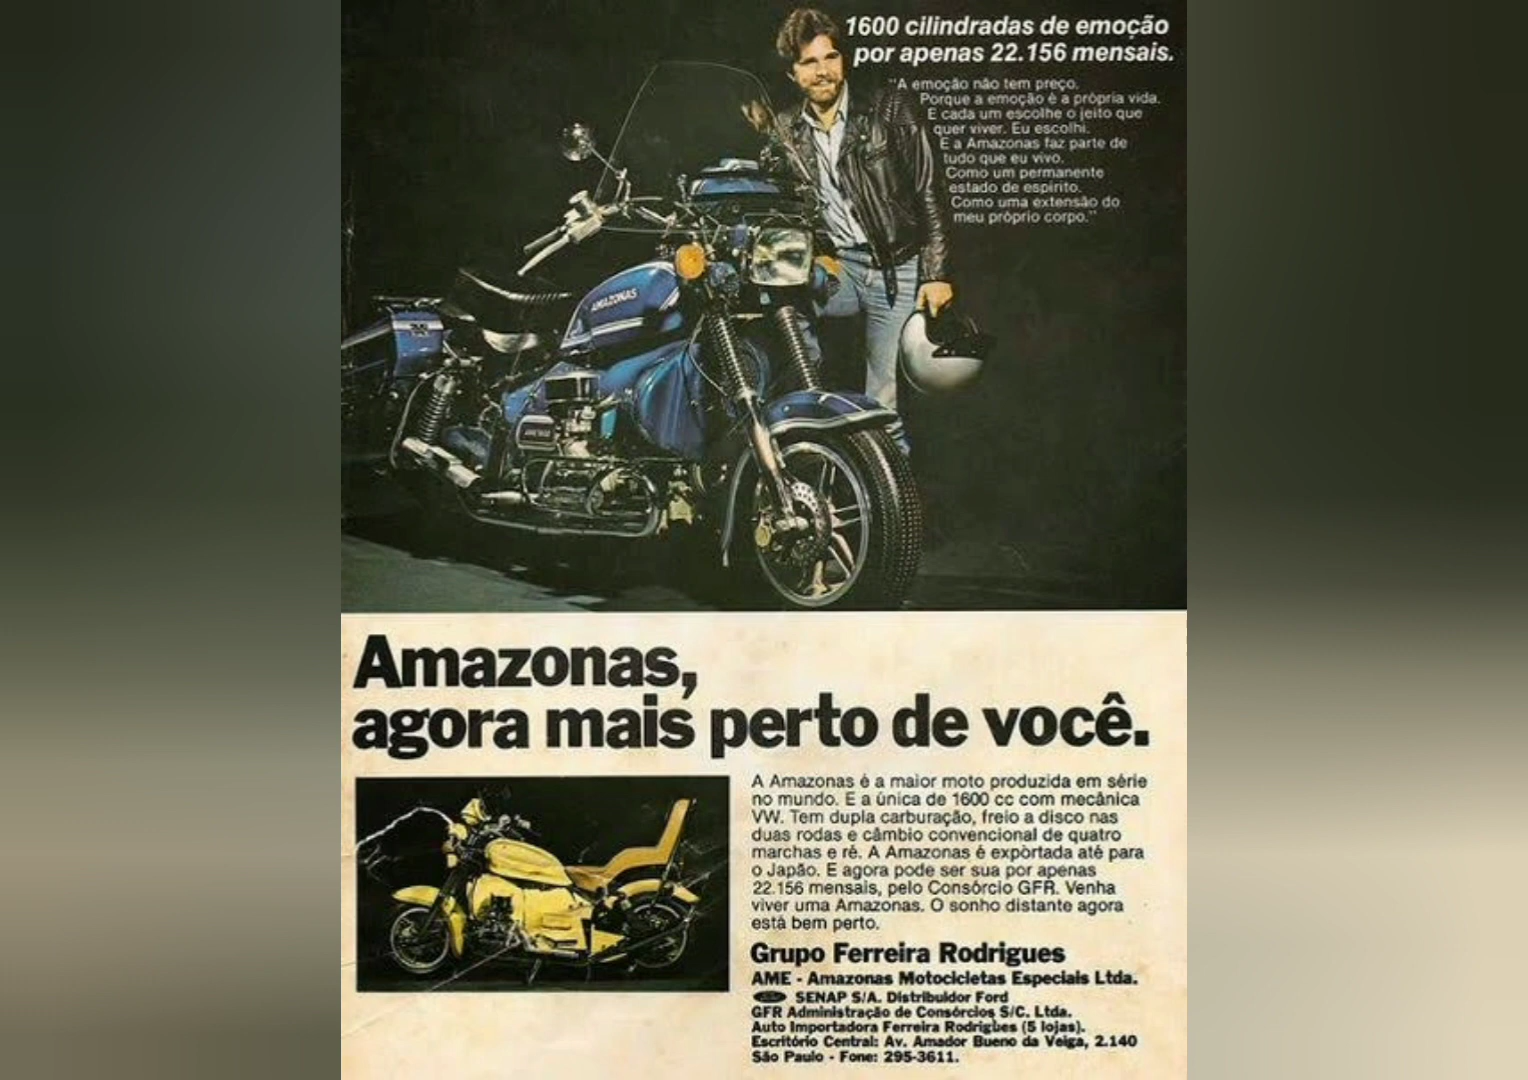 1600 cilindradas de emoção
por apenas 22.156 mensais.
"A emoção não tem preço.
Porque a emoção é a própria vida.
E cada um escolhe o jeito que
quer viver. Eu escolhi.
E a Amazonas faz parte de
tudo que eu vivo.
Como um permanente
estado de espírito.
Como uma extensão do
meu próprio corpo."
AMAZONAS
Amazonas,
agora mais perto de você.
A Amazonas é a maior moto produzida em série
no mundo. E a única de 1600 cc com mecânica
VW. Tem dupla carburação, freio a disco nas
duas rodas e câmbio convencional de quatro
marchas e ré. A Amazonas é exportada até para
o Japão. E agora pode ser sua por apenas
22.156 mensais, pelo Consórcio GFR. Venha
viver uma Amazonas. O sonho distante agora
está bem perto.
Grupo Ferreira Rodrigues
AME - Amazonas Motocicletas Especiais Ltda.
SENAP S/A. Distribuidor Ford
GFR Administração de Consórcios S/C. Ltda.
Auto Importadora Ferreira Rodrigues (5 lojas).
Escritório Central: Av. Amador Bueno da Veiga, 2.140
São Paulo - Fone: 295-3611.